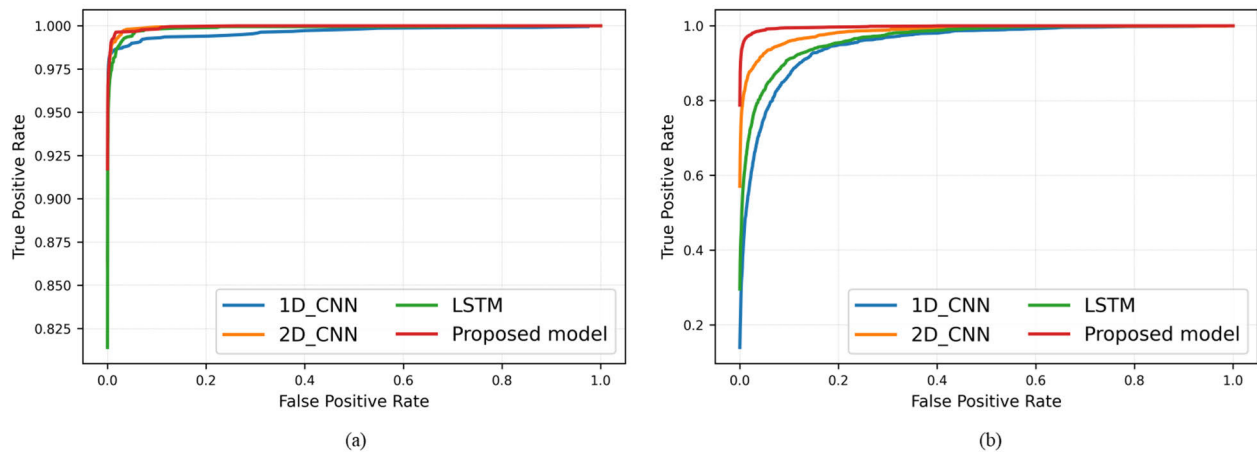 1.000
0.975
0.950
0.925
0.900
0.875
0.850
0.825
True Positive Rate
0.0 0.2 0.4 0.6 0.8 1.0
False Positive Rate
1D_CNN LSTM
2D_CNN Proposed model
(a)
1.0
0.8
0.6
0.4
0.2
True Positive Rate
0.0 0.2 0.4 0.6 0.8 1.0
False Positive Rate
1D_CNN LSTM
2D_CNN Proposed model
(b)